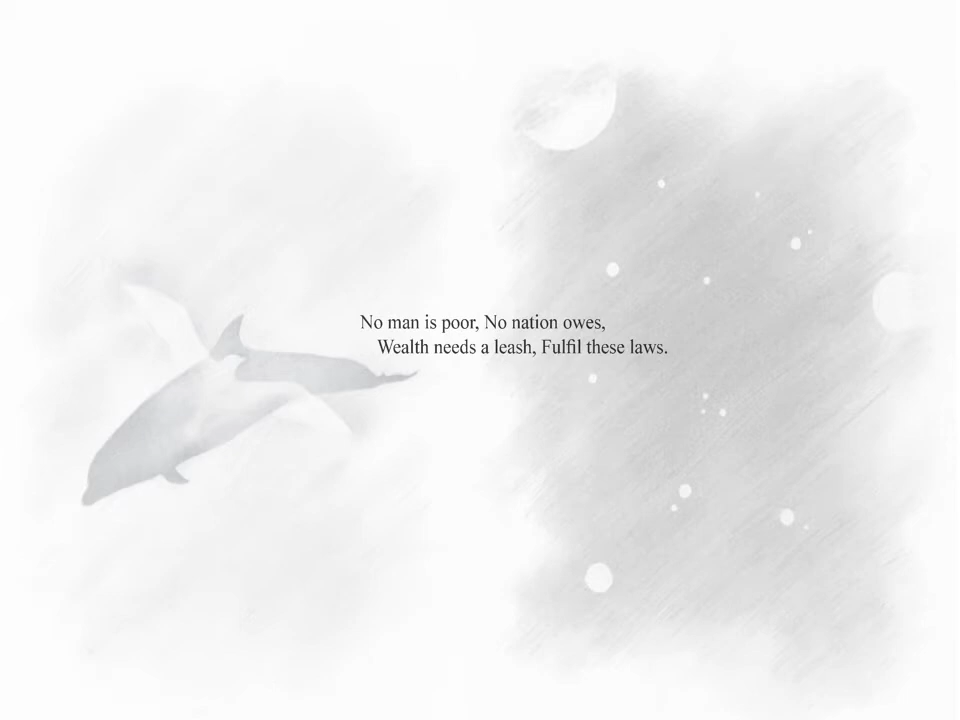 No man is poor, No nation owes,
Wealth needs a leash, Fulfil these laws.